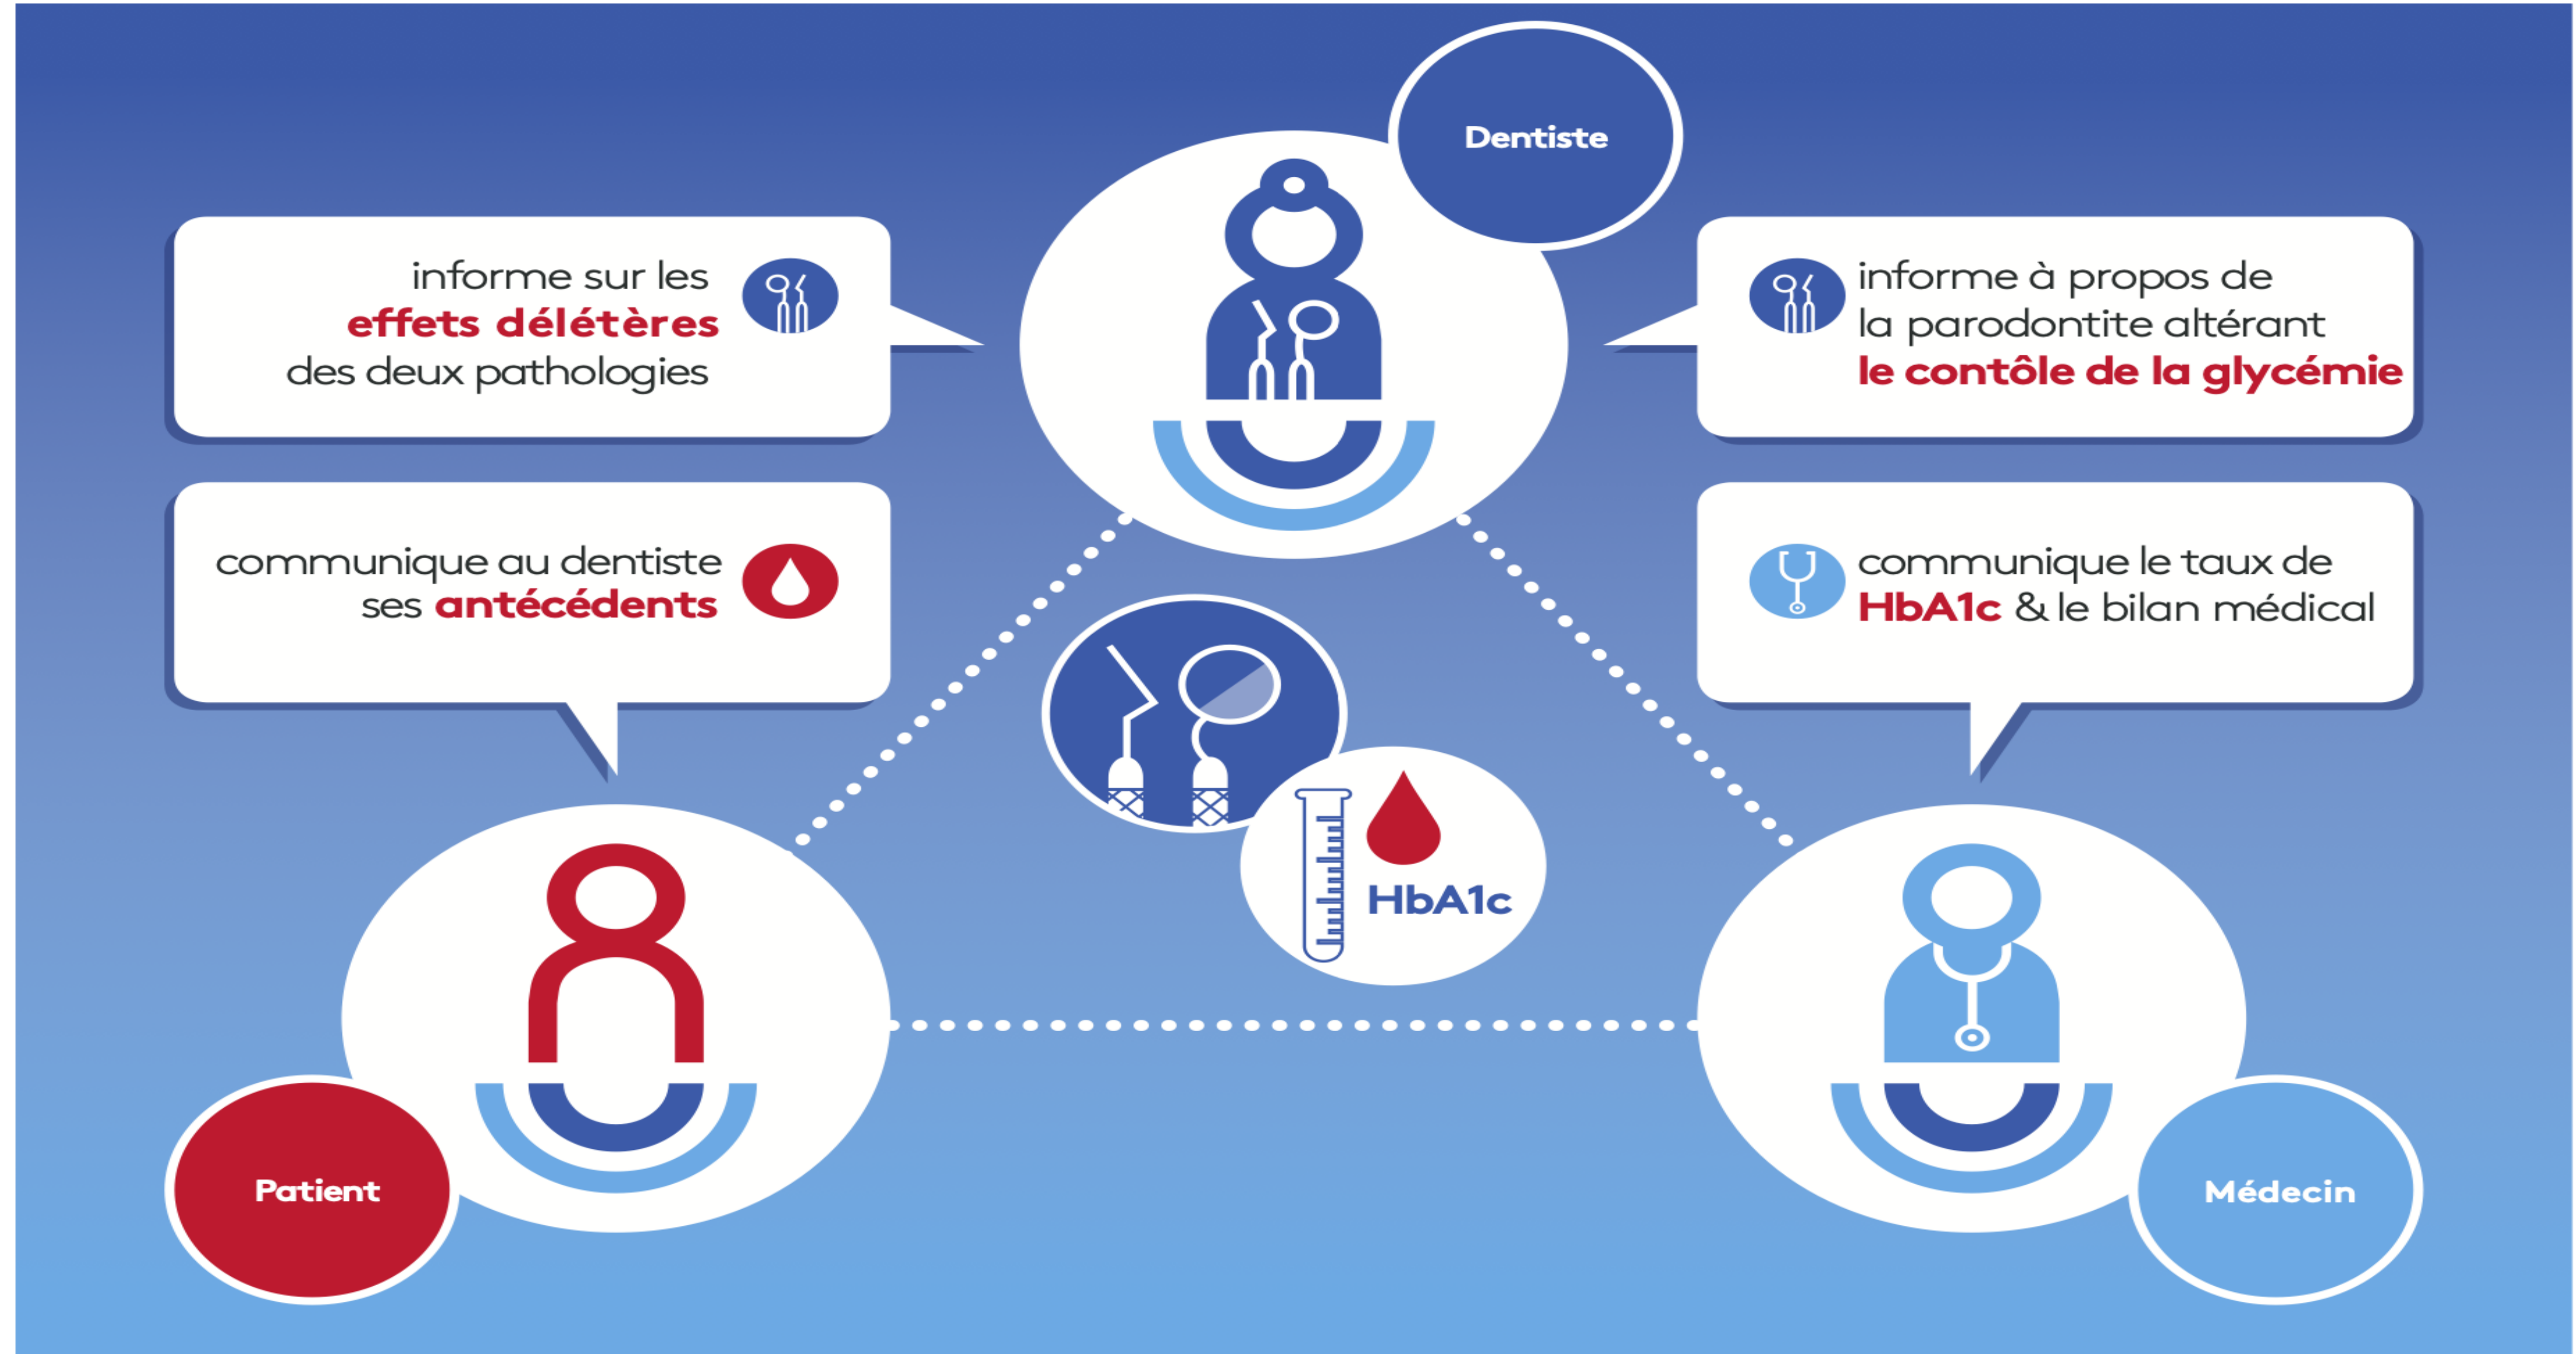 Dentiste
informe sur les
effets délétères
des deux pathologies
informe à propos de
la parodontite altérant
le contôle de la glycémie
communique au dentiste
ses antécédents
communique le taux de
HbA1c & le bilan médical
HbA1c
Patient
Médecin